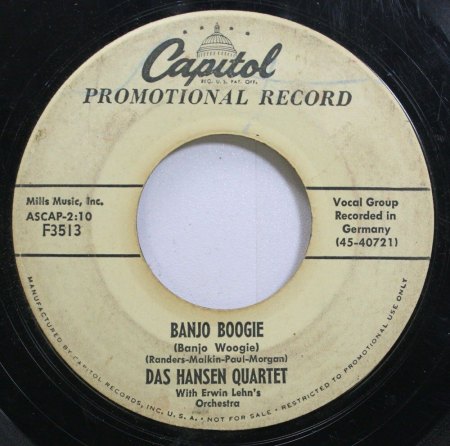 Capitol
REG. U.S. PAT. OFF.
PROMOTIONAL RECORD
Mills Music, Inc.
ASCAP-2:10
F3513
Vocal Group
Recorded in
Germany
(45-40721)
BANJO BOOGIE
(Banjo Woogie)
(Randers-Malkin-Paul-Morgan)
DAS HANSEN QUARTET
With Erwin Lehn's
Orchestra
MANUFACTURED BY CAPITOL RECORDS, INC. U.S.A. • NOT FOR SALE • RESTRICTED TO PROMOTIONAL USE ONLY